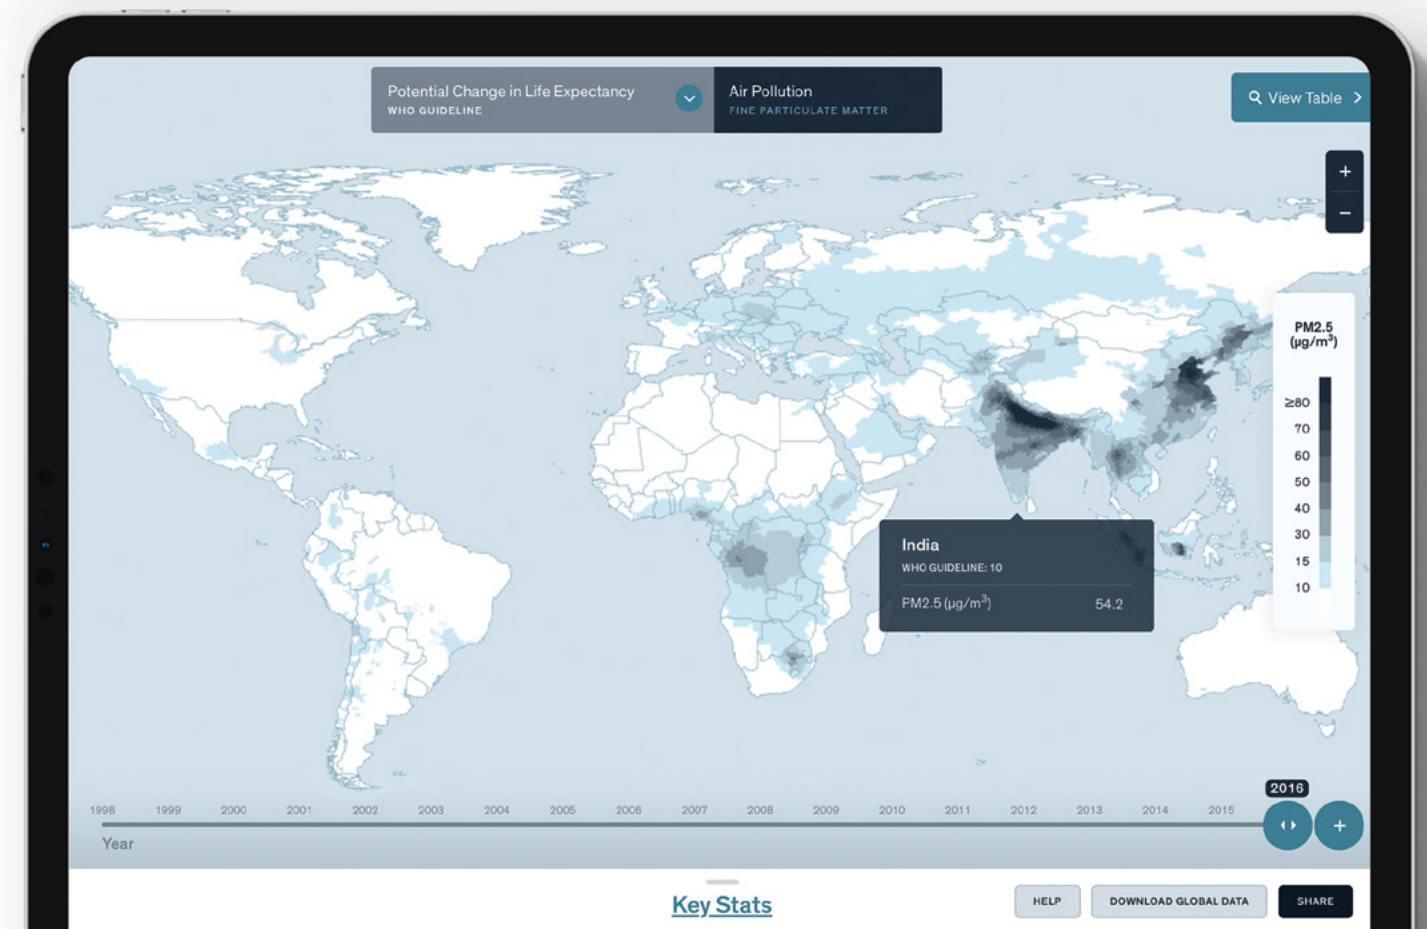 Potential Change in Life Expectancy
WHO GUIDELINE
Air Pollution
FINE PARTICULATE MATTER
View Table
+
−
PM2.5
(µg/m³)
≥80
70
60
50
40
30
15
10
India
WHO GUIDELINE: 10
PM2.5 (µg/m³) 54.2
2016
1998 1999 2000 2001 2002 2003 2004 2005 2006 2007 2008 2009 2010 2011 2012 2013 2014 2015
+
Year
Key Stats
HELP
DOWNLOAD GLOBAL DATA
SHARE